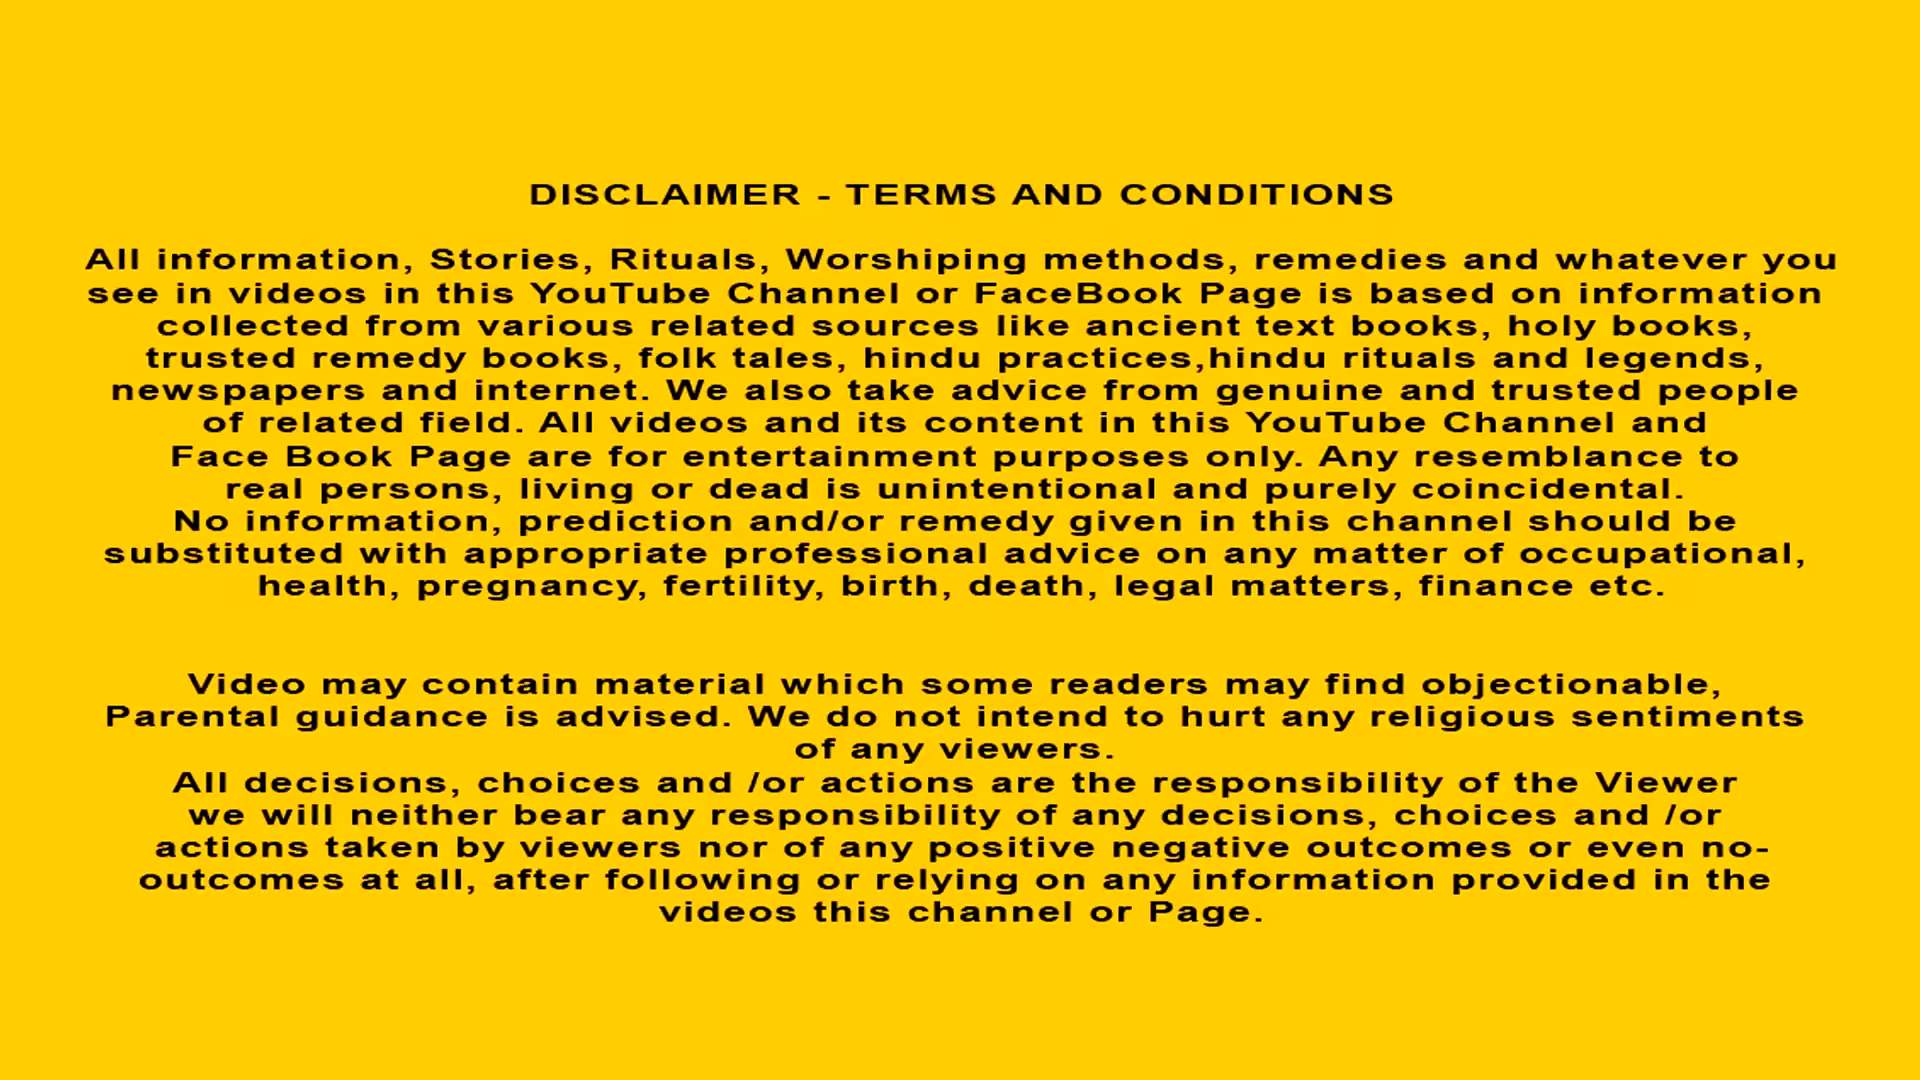 DISCLAIMER - TERMS AND CONDITIONS
All information, Stories, Rituals, Worshiping methods, remedies and whatever you
see in videos in this YouTube Channel or FaceBook Page is based on information
collected from various related sources like ancient text books, holy books,
trusted remedy books, folk tales, hindu practices,hindu rituals and legends,
newspapers and internet. We also take advice from genuine and trusted people
of related field. All videos and its content in this YouTube Channel and
Face Book Page are for entertainment purposes only. Any resemblance to
real persons, living or dead is unintentional and purely coincidental.
No information, prediction and/or remedy given in this channel should be
substituted with appropriate professional advice on any matter of occupational,
health, pregnancy, fertility, birth, death, legal matters, finance etc.
Video may contain material which some readers may find objectionable,
Parental guidance is advised. We do not intend to hurt any religious sentiments
of any viewers.
All decisions, choices and /or actions are the responsibility of the Viewer
we will neither bear any responsibility of any decisions, choices and /or
actions taken by viewers nor of any positive negative outcomes or even no-
outcomes at all, after following or relying on any information provided in the
videos this channel or Page.